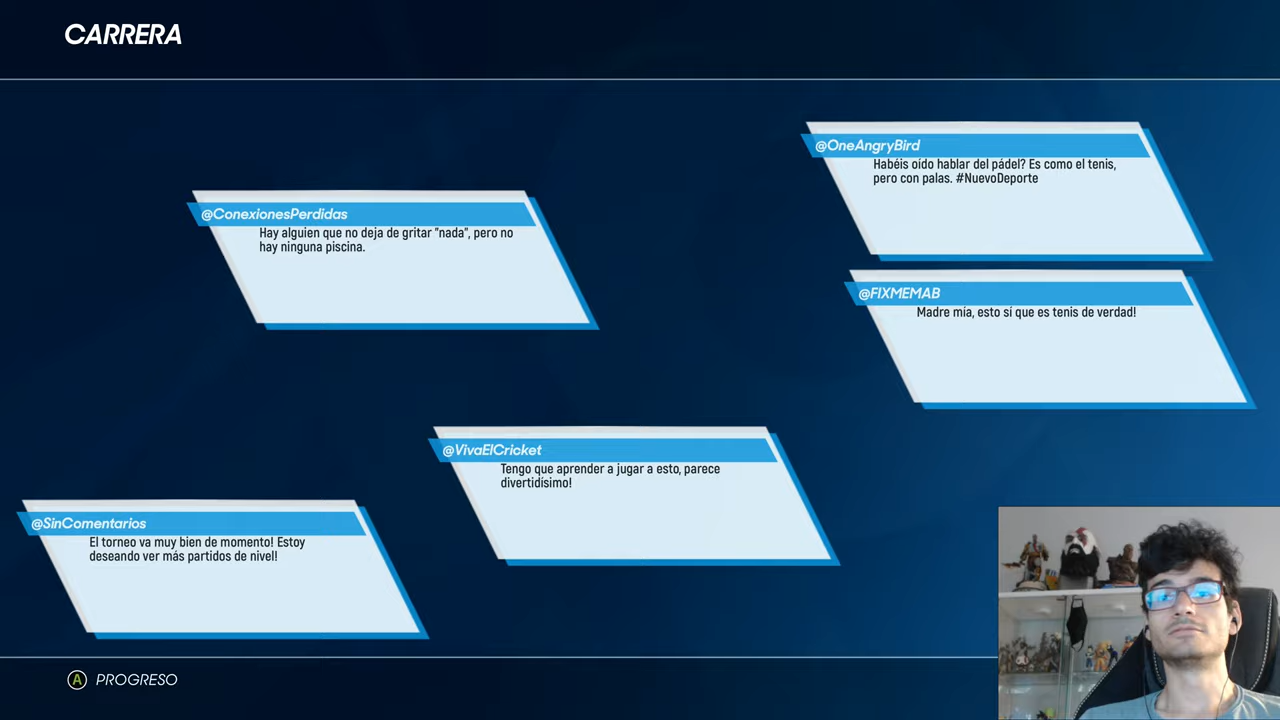 CARRERA
@OneAngryBird
Habéis oído hablar del pádel? Es como el tenis,
pero con palas. #NuevoDeporte
@ConexionesPerdidas
Hay alguien que no deja de gritar "nada", pero no
hay ninguna piscina.
@FIXMEMAB
Madre mía, esto sí que es tenis de verdad!
@VivaElCricket
Tengo que aprender a jugar a esto, parece
divertidísimo!
@SinComentarios
El torneo va muy bien de momento! Estoy
deseando ver más partidos de nivel!
A PROGRESO